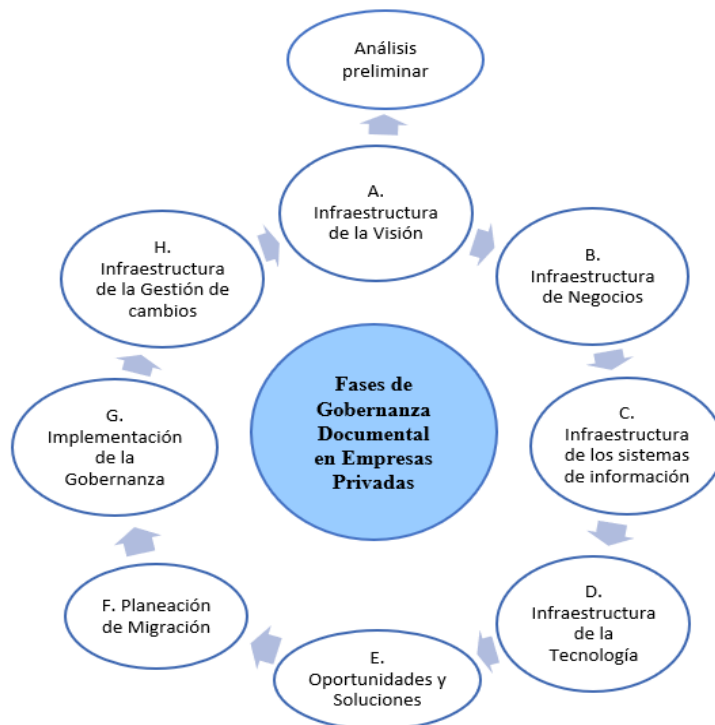 Análisis
preliminar
A.
Infraestructura
de la Visión
B.
Infraestructura
de Negocios
C.
Infraestructura
de los sistemas
de información
D.
Infraestructura
de la
Tecnología
E.
Oportunidades y
Soluciones
F. Planeación
de Migración
G.
Implementación
de la
Gobernanza
H.
Infraestructura
de la Gestión de
cambios
Fases de
Gobernanza
Documental
en Empresas
Privadas